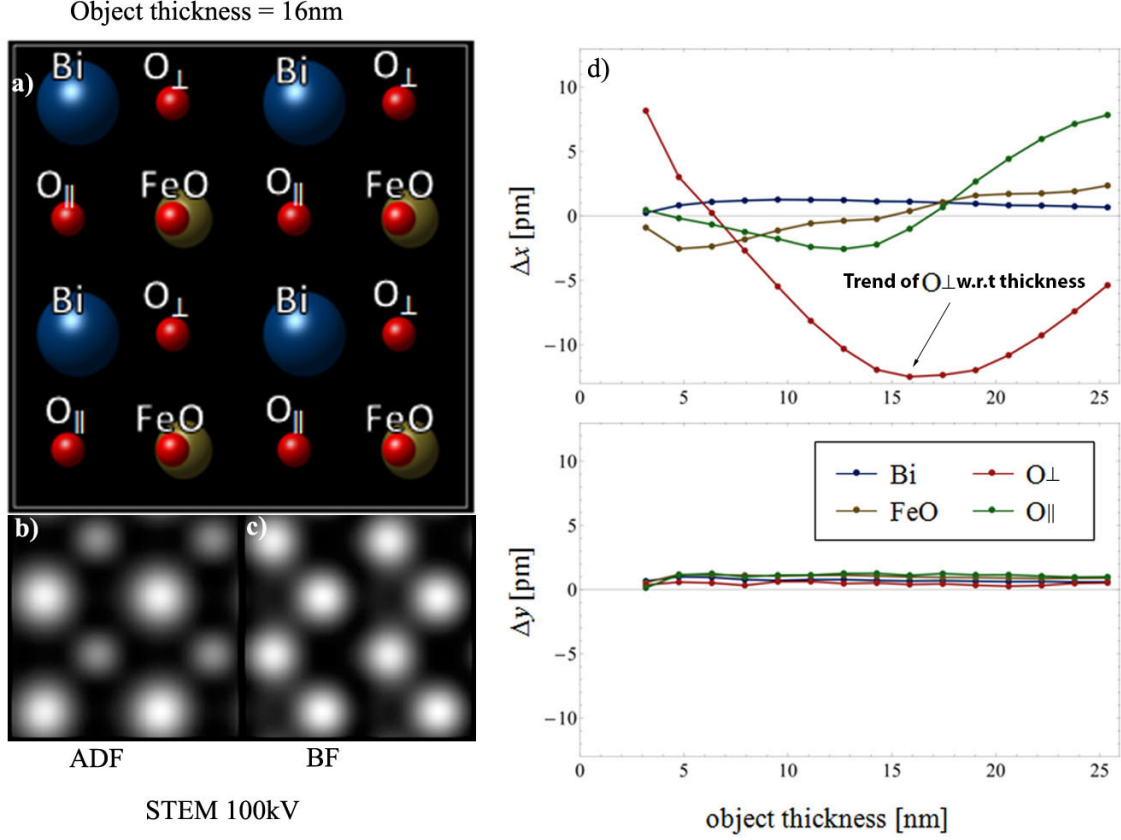 Object thickness = 16nm
a)
Bi O⊥ Bi O⊥
O|| FeO O|| FeO
Bi O⊥ Bi O⊥
O|| FeO O|| FeO
b) c)
ADF BF
STEM 100kV
d)
10
5
0
−5
−10
Δx [pm]
Trend of O⊥ w.r.t thickness
0 5 10 15 20 25
10
5
0
−5
−10
Δy [pm]
Bi O⊥
FeO O||
0 5 10 15 20 25
object thickness [nm]